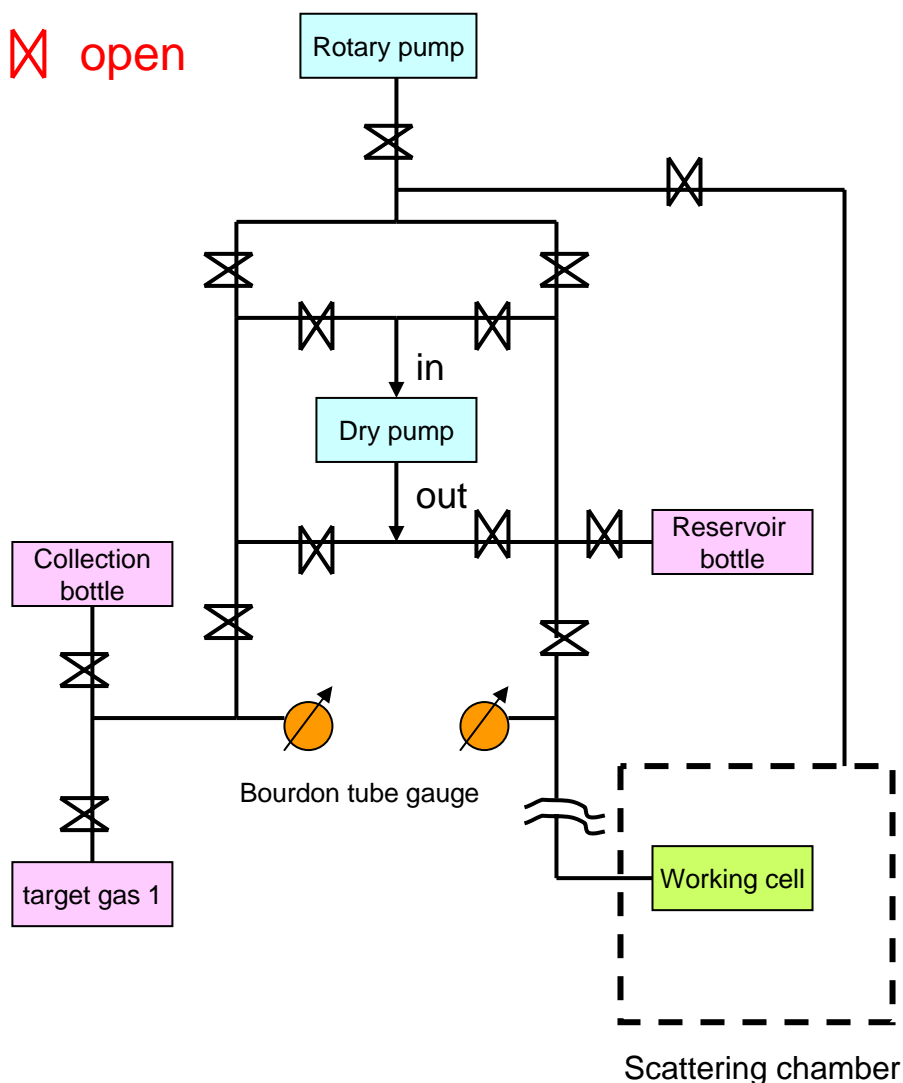 open
Rotary pump
in
Dry pump
out
Reservoir
bottle
Collection
bottle
Bourdon tube gauge
target gas 1
Working cell
Scattering chamber